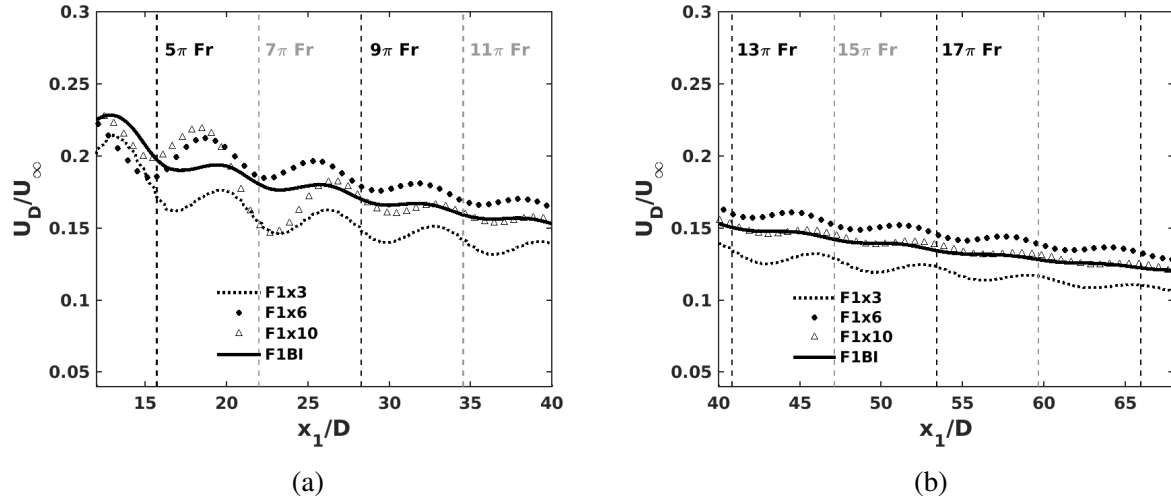 0.3
0.25
0.2
0.15
0.1
0.05
U_D/U_∞
5π Fr
7π Fr
9π Fr
11π Fr
F1x3
F1x6
F1x10
F1BI
15 20 25 30 35 40
x_1/D
(a)
0.3
0.25
0.2
0.15
0.1
0.05
U_D/U_∞
13π Fr
15π Fr
17π Fr
F1x3
F1x6
F1x10
F1BI
40 45 50 55 60 65
x_1/D
(b)